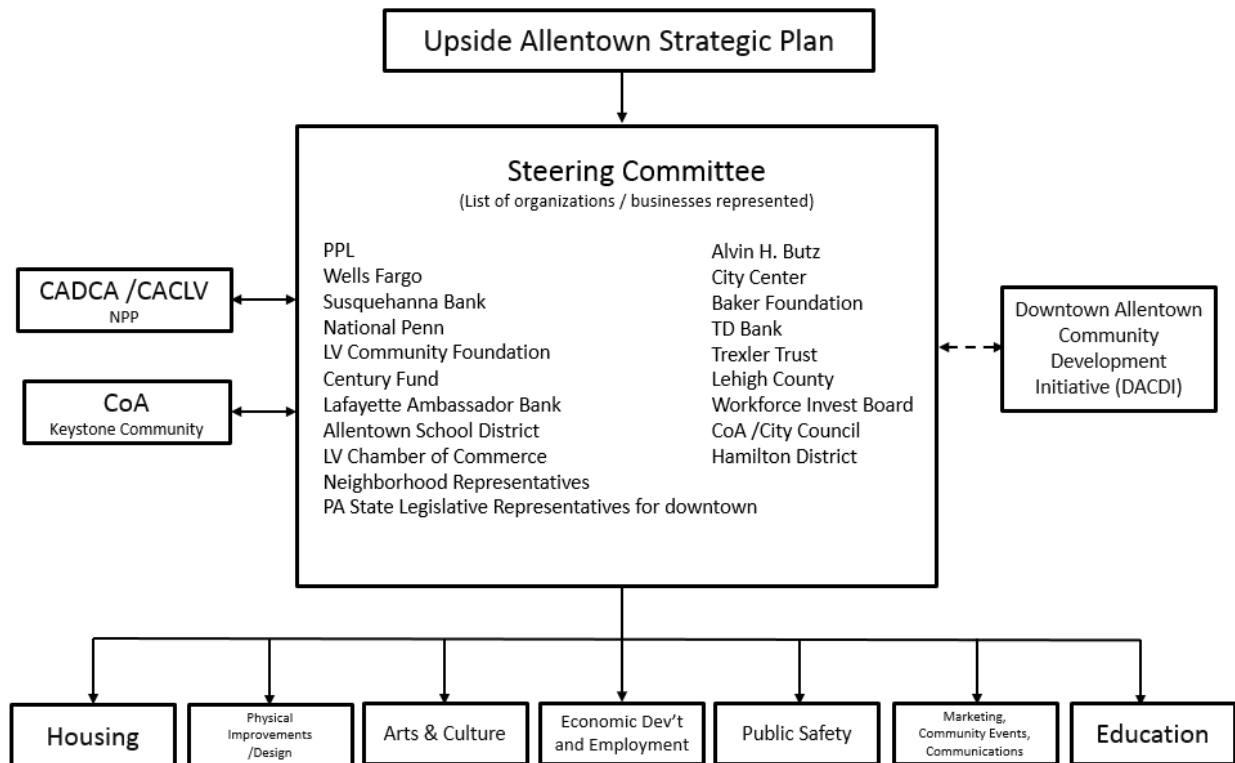 Upside Allentown Strategic Plan
Steering Committee
(List of organizations / businesses represented)
PPL
Wells Fargo
Susquehanna Bank
National Penn
LV Community Foundation
Century Fund
Lafayette Ambassador Bank
Allentown School District
LV Chamber of Commerce
Neighborhood Representatives
PA State Legislative Representatives for downtown
Alvin H. Butz
City Center
Baker Foundation
TD Bank
Trexler Trust
Lehigh County
Workforce Invest Board
CoA /City Council
Hamilton District
CADCA /CACLV
NPP
CoA
Keystone Community
Downtown Allentown
Community
Development
Initiative (DACDI)
Housing
Physical
Improvements
/Design
Arts & Culture
Economic Dev't
and Employment
Public Safety
Marketing,
Community Events,
Communications
Education